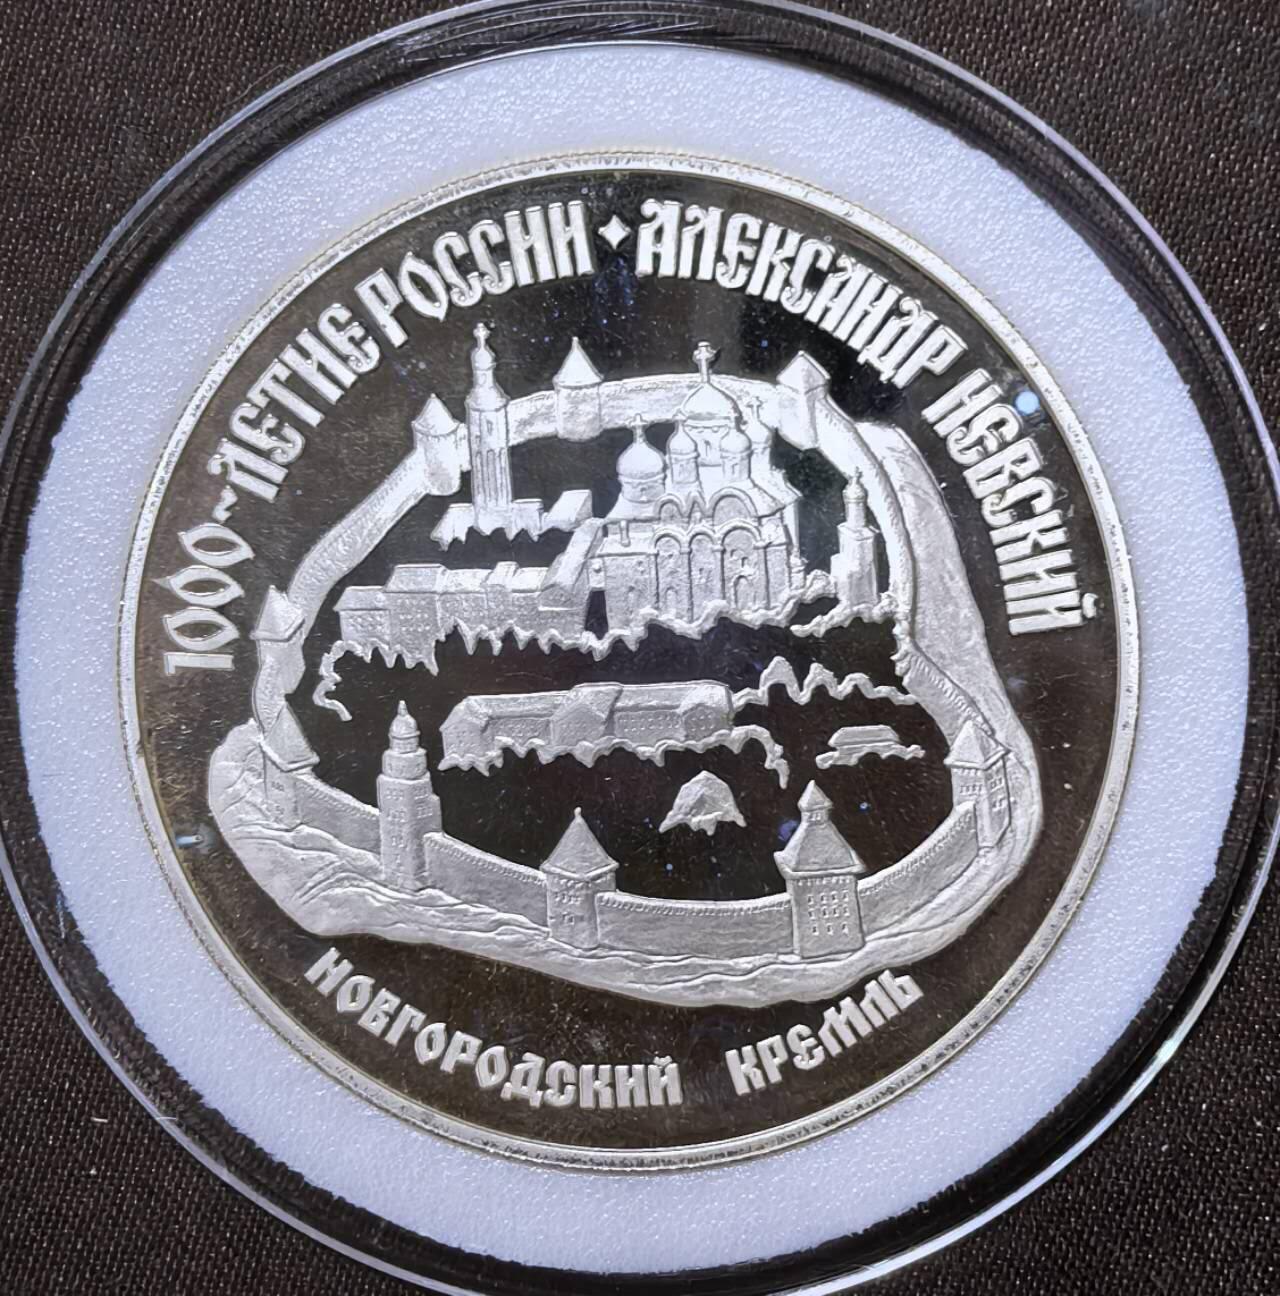 1000-ЛЕТИЕ РОССИИ • АЛЕКСАНДР НЕВСКИЙ
НОВГОРОДСКИЙ КРЕМЛЬ